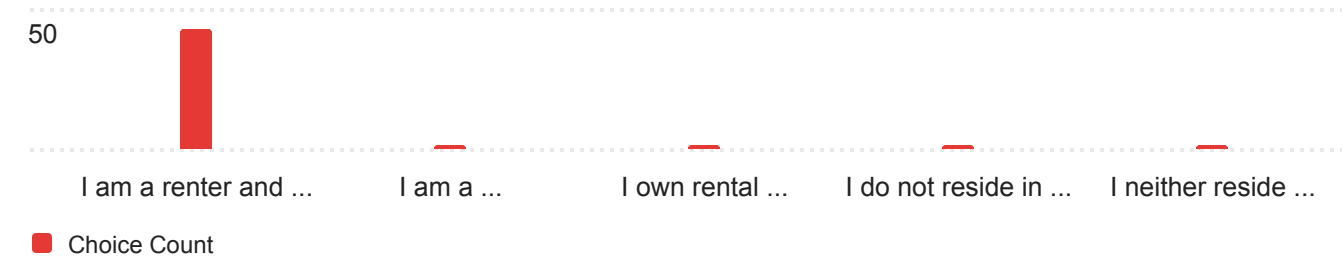 50
I am a renter and ...
I am a ...
I own rental ...
I do not reside in ...
I neither reside ...
Choice Count